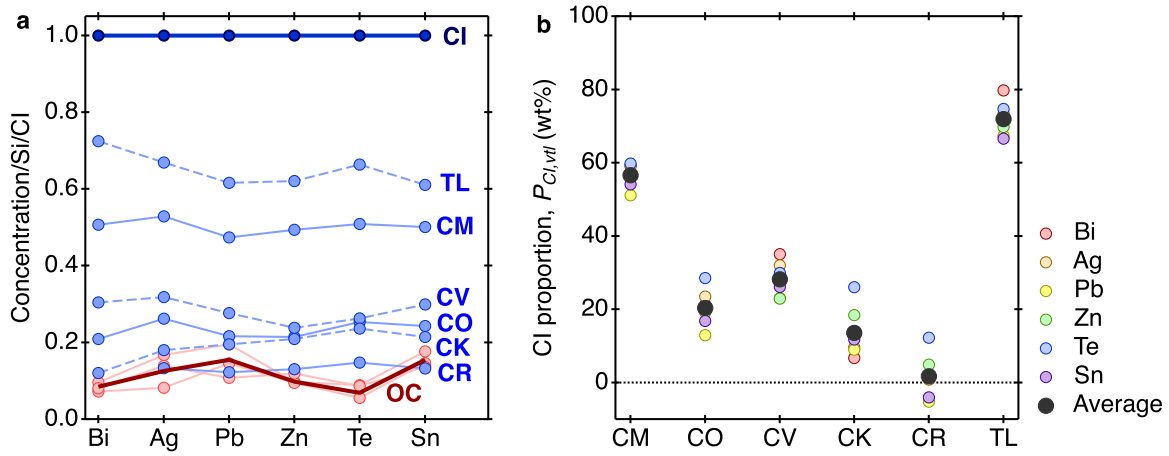 a
Concentration/Si/CI
1.0
0.8
0.6
0.4
0.2
0.0
Bi Ag Pb Zn Te Sn
CI
TL
CM
CV
CO
CK
CR
OC
b
CI proportion, P_CI,vtl (wt%)
100
80
60
40
20
0
CM CO CV CK CR TL
Bi
Ag
Pb
Zn
Te
Sn
Average